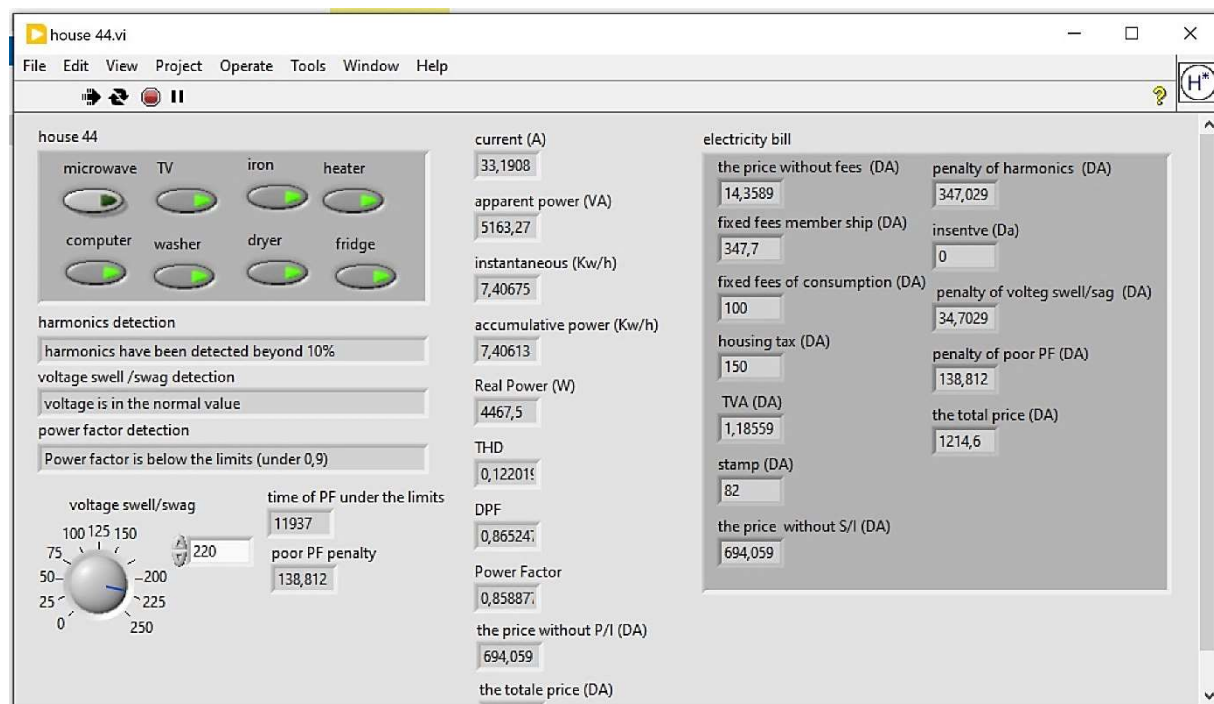 house 44.vi
File Edit View Project Operate Tools Window Help
H*
house 44
microwave TV iron heater
computer washer dryer fridge
harmonics detection
harmonics have been detected beyond 10%
voltage swell /swag detection
voltage is in the normal value
power factor detection
Power factor is below the limits (under 0,9)
voltage swell/swag
0 25 50 75 100 125 150 200 225 250
220
time of PF under the limits
11937
poor PF penalty
138,812
current (A)
33,1908
apparent power (VA)
5163,27
instantaneous (Kw/h)
7,40675
accumulative power (Kw/h)
7,40613
Real Power (W)
4467,5
THD
0,122019
DPF
0,865247
Power Factor
0,858877
the price without P/I (DA)
694,059
the totale price (DA)
electricity bill
the price without fees (DA)
14,3589
fixed fees member ship (DA)
347,7
fixed fees of consumption (DA)
100
housing tax (DA)
150
TVA (DA)
1,18559
stamp (DA)
82
the price without S/I (DA)
694,059
penalty of harmonics (DA)
347,029
insentve (Da)
0
penalty of volteg swell/sag (DA)
34,7029
penalty of poor PF (DA)
138,812
the total price (DA)
1214,6